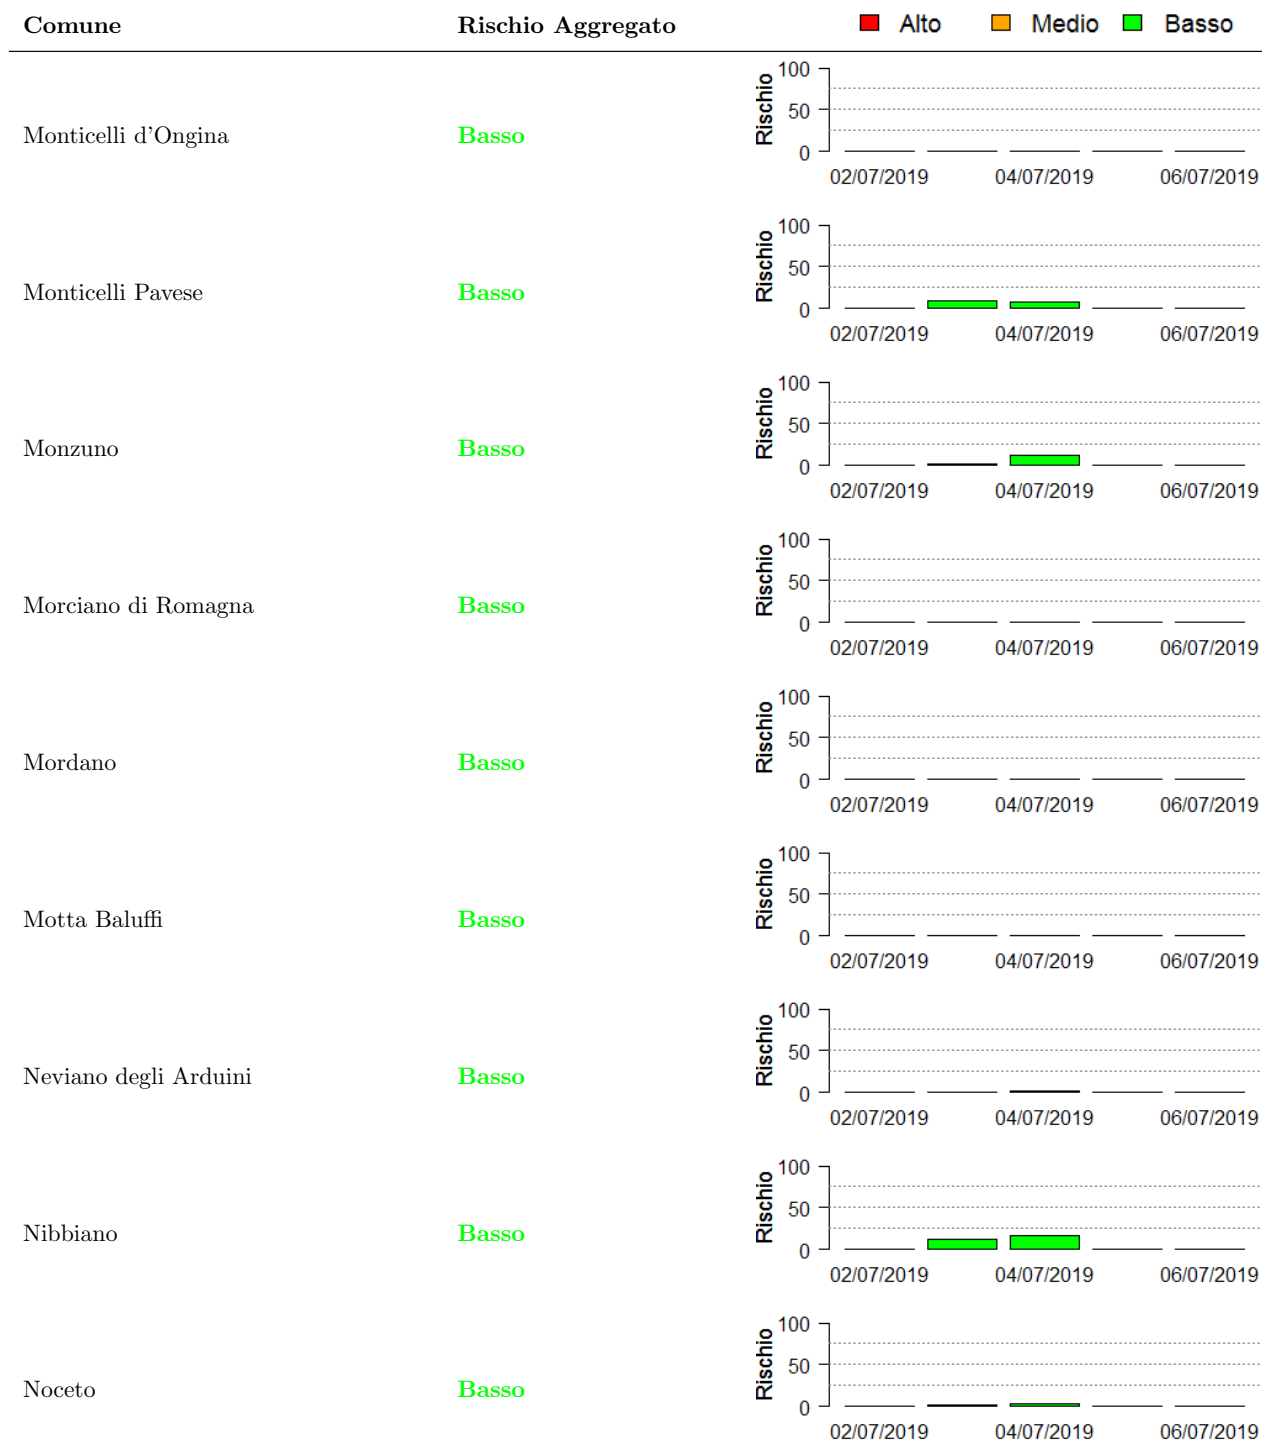 Comune Rischio Aggregato Alto Medio Basso
Monticelli d'Ongina Basso Rischio 100 50 0
02/07/2019 04/07/2019 06/07/2019
Monticelli Pavese Basso Rischio 100 50 0
02/07/2019 04/07/2019 06/07/2019
Monzuno Basso Rischio 100 50 0
02/07/2019 04/07/2019 06/07/2019
Morciano di Romagna Basso Rischio 100 50 0
02/07/2019 04/07/2019 06/07/2019
Mordano Basso Rischio 100 50 0
02/07/2019 04/07/2019 06/07/2019
Motta Baluffi Basso Rischio 100 50 0
02/07/2019 04/07/2019 06/07/2019
Neviano degli Arduini Basso Rischio 100 50 0
02/07/2019 04/07/2019 06/07/2019
Nibbiano Basso Rischio 100 50 0
02/07/2019 04/07/2019 06/07/2019
Noceto Basso Rischio 100 50 0
02/07/2019 04/07/2019 06/07/2019